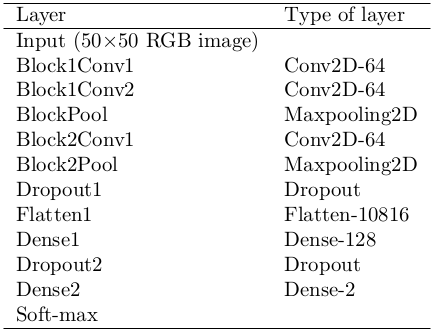 Layer Type of layer
Input (50×50 RGB image)
Block1Conv1 Conv2D-64
Block1Conv2 Conv2D-64
BlockPool Maxpooling2D
Block2Conv1 Conv2D-64
Block2Pool Maxpooling2D
Dropout1 Dropout
Flatten1 Flatten-10816
Dense1 Dense-128
Dropout2 Dropout
Dense2 Dense-2
Soft-max